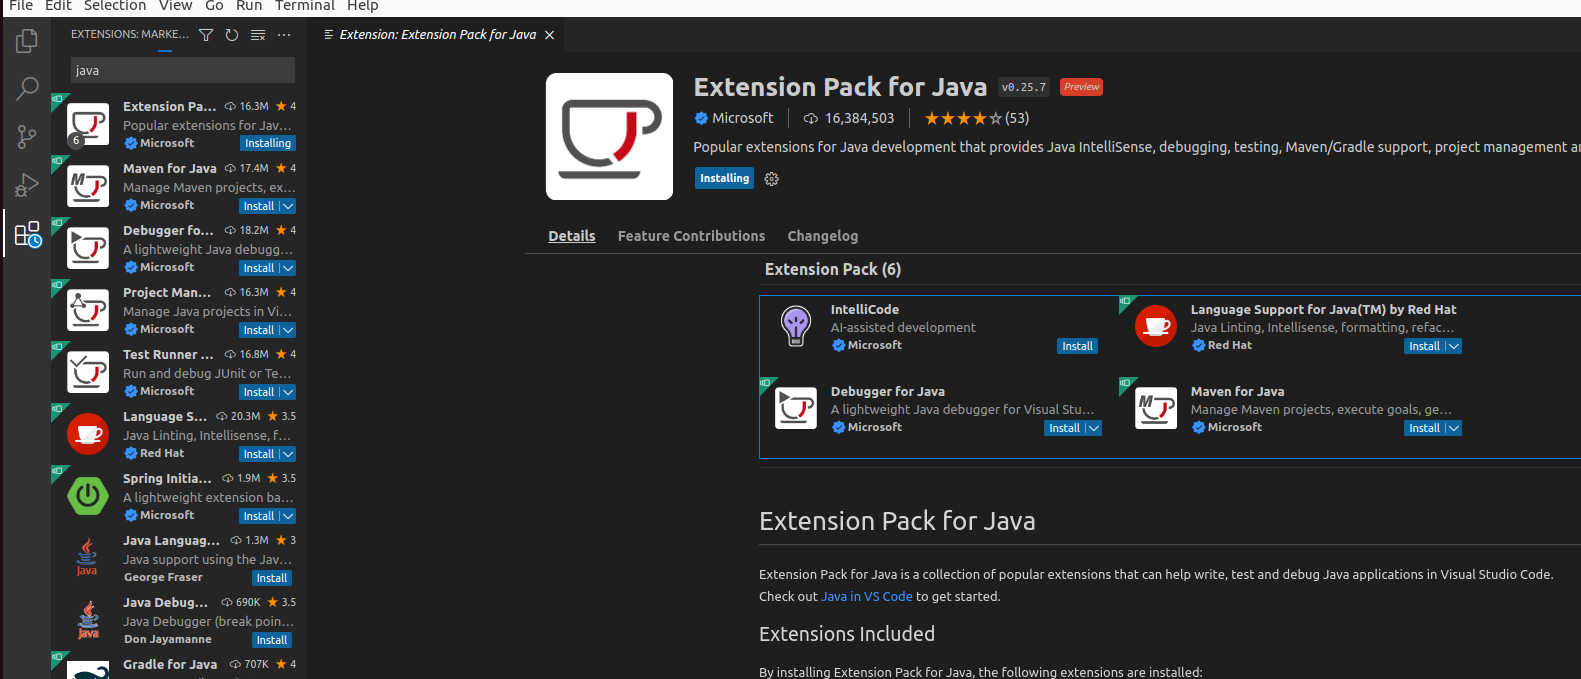 File Edit Selection View Go Run Terminal Help
EXTENSIONS: MARKE...
java
Extension Pa... 16.3M 4
Popular extensions for Jav...
6
Microsoft Installing
Maven for Java 17.4M 4
Manage Maven projects, ex...
Microsoft Install
Debugger fo... 18.2M 4
A lightweight Java debugg...
Microsoft Install
Project Man... 16.3M 4
Manage Java projects in Vi...
Microsoft Install
Test Runner ... 16.8M 4
Run and debug JUnit or Te...
Microsoft Install
Language S... 20.3M 3.5
Java Linting, Intellisense, f...
Red Hat Install
Spring Initia... 1.9M 3.5
A lightweight extension ba...
Microsoft Install
Java Languag... 1.3M 3
Java support using the Jav...
Java
George Fraser Install
Java Debug... 690K 3.5
Java Debugger (break poin...
Java
Don Jayamanne Install
Gradle for Java 707K 4
Extension: Extension Pack for Java
Extension Pack for Java v0.25.7 Preview
Microsoft 16,384,503 (53)
Popular extensions for Java development that provides Java IntelliSense, debugging, testing, Maven/Gradle support, project management
Installing
Details Feature Contributions Changelog
Extension Pack (6)
IntelliCode
AI-assisted development
Microsoft Install
Language Support for Java(TM) by Red Hat
Java Linting, Intellisense, formatting, refac...
Red Hat Install
Debugger for Java
A lightweight Java debugger for Visual Stu...
Microsoft Install
Maven for Java
Manage Maven projects, execute goals, ge...
Microsoft Install
Extension Pack for Java
Extension Pack for Java is a collection of popular extensions that can help write, test and debug Java applications in Visual Studio Code.
Check out Java in VS Code to get started.
Extensions Included
By installing Extension Pack for Java, the following extensions are installed: